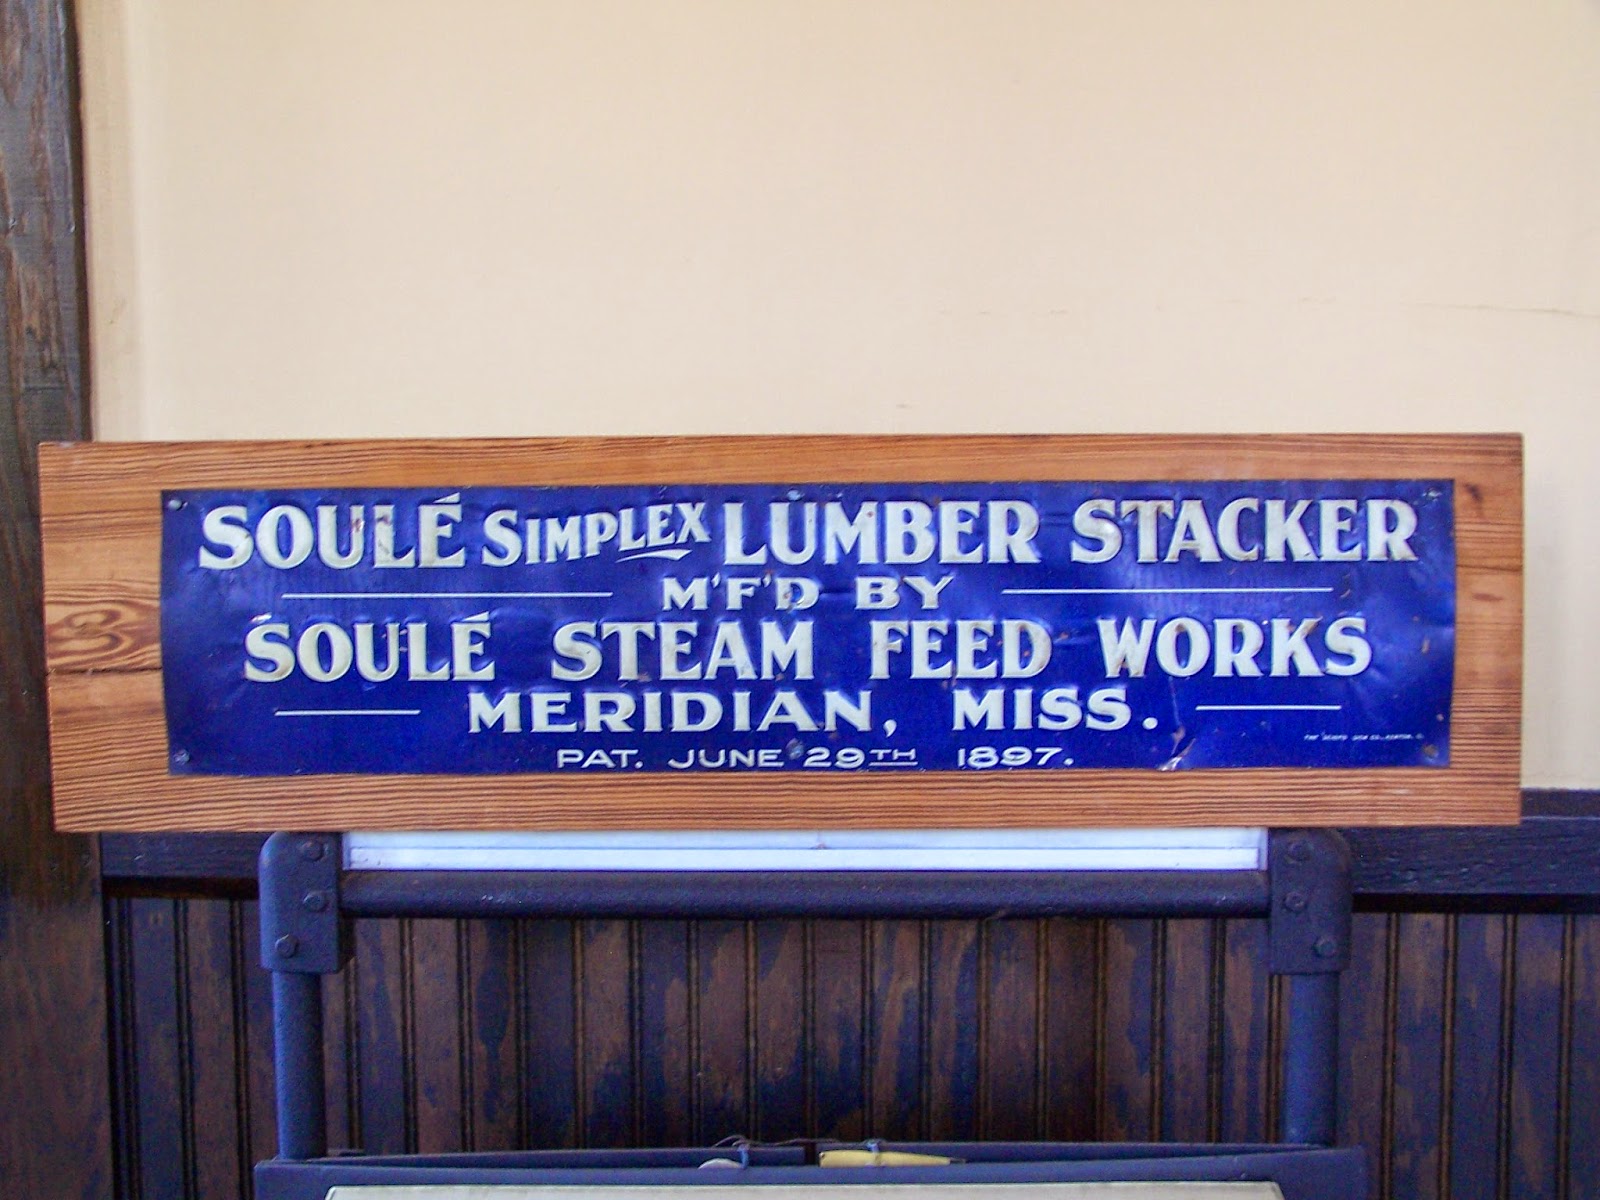 SOULÉ SIMPLEX LUMBER STACKER
M'F'D BY
SOULÉ STEAM FEED WORKS
MERIDIAN, MISS.
PAT. JUNE 29TH 1897.